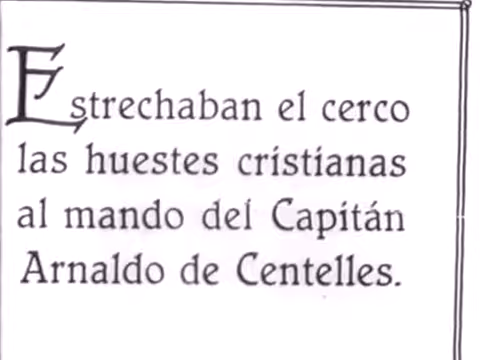 Estrechaban el cerco
las huestes cristianas
al mando del Capitán
Arnaldo de Centelles.